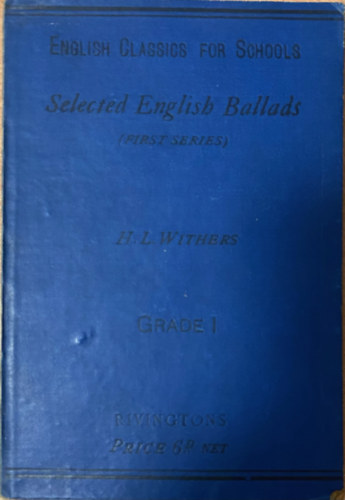 ENGLISH CLASSICS FOR SCHOOLS
Selected English Ballads
(FIRST SERIES)
H. L. WITHERS
GRADE I
RIVINGTONS
PRICE 6D NET